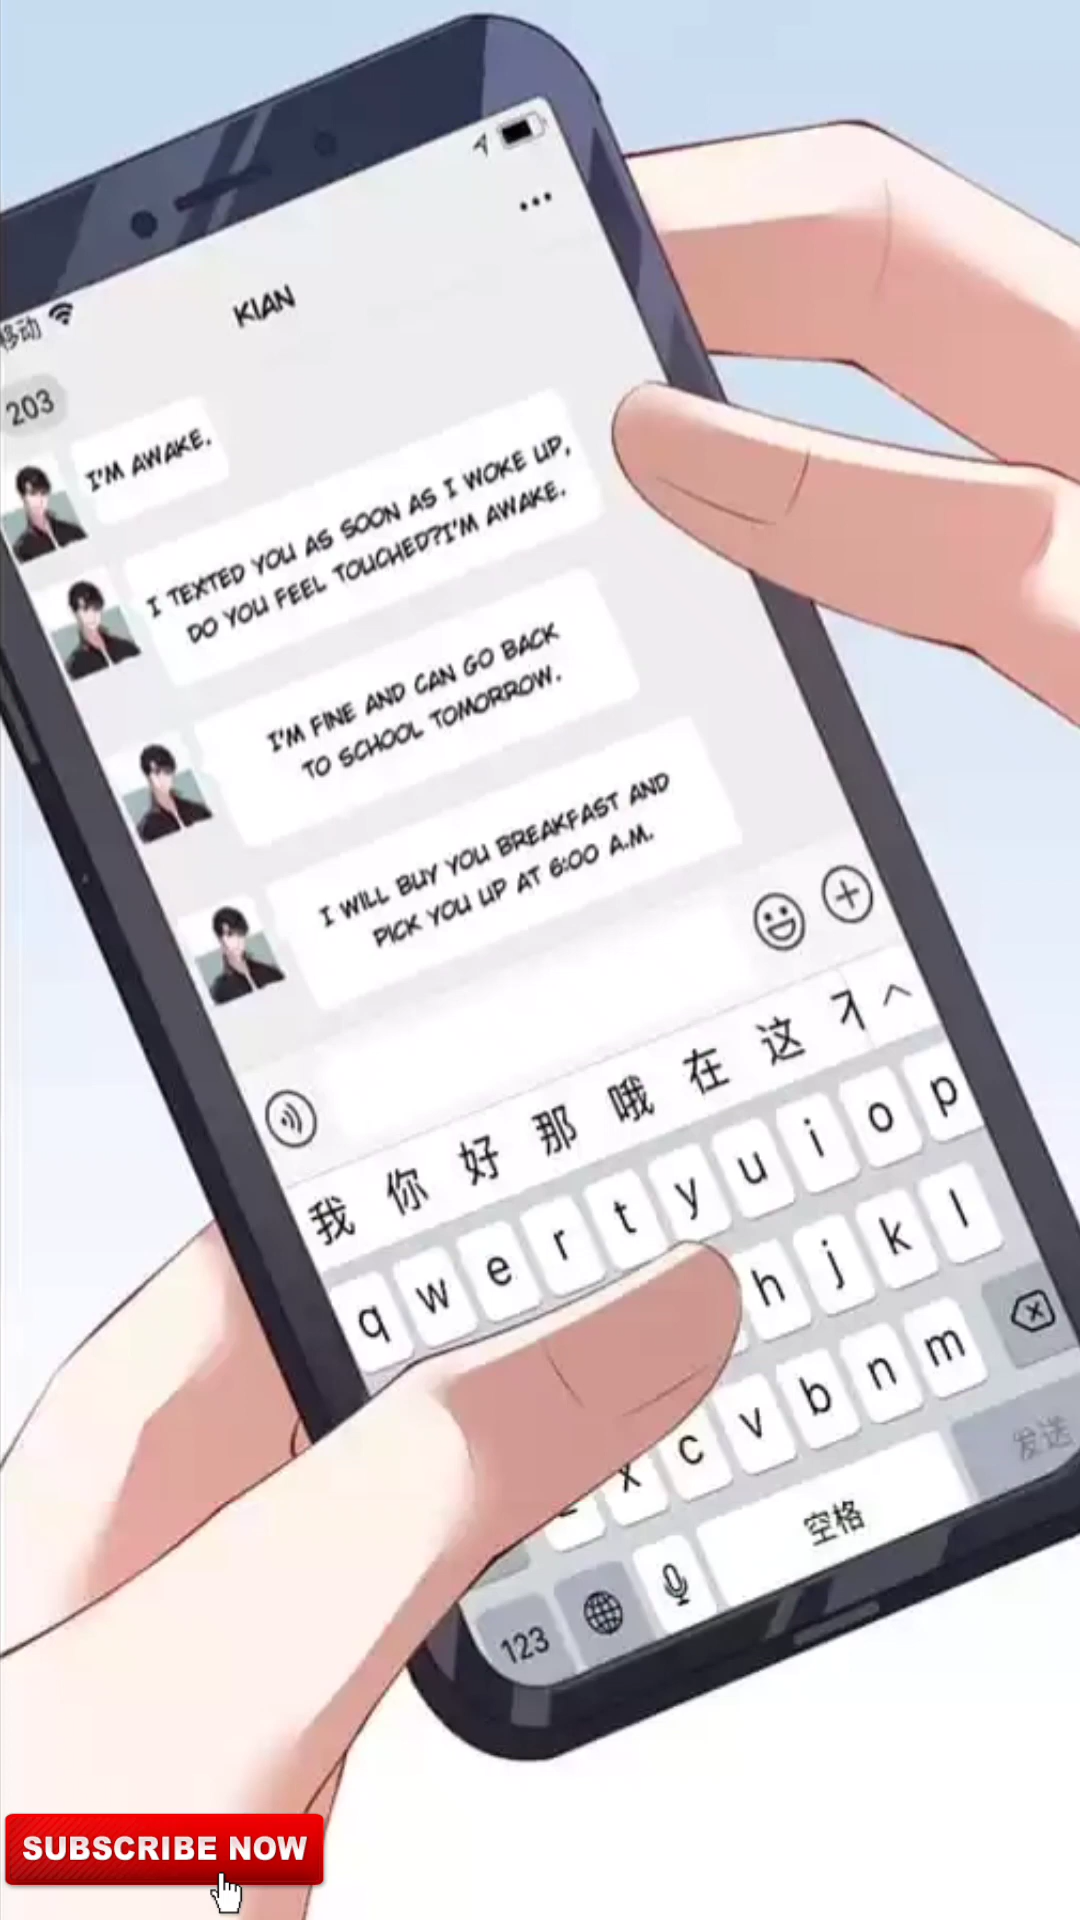 移动
KIAN
203
I'M AWAKE.
I TEXTED YOU AS SOON AS I WOKE UP,
DO YOU FEEL TOUCHED?I'M AWAKE.
I'M FINE AND CAN GO BACK
TO SCHOOL TOMORROW.
I WILL BUY YOU BREAKFAST AND
PICK YOU UP AT 6:00 A.M.
我 你 好 那 哦 在 这
q w e r t y u i o p
h j k l
x c v b n m
123 空格 发送
SUBSCRIBE NOW